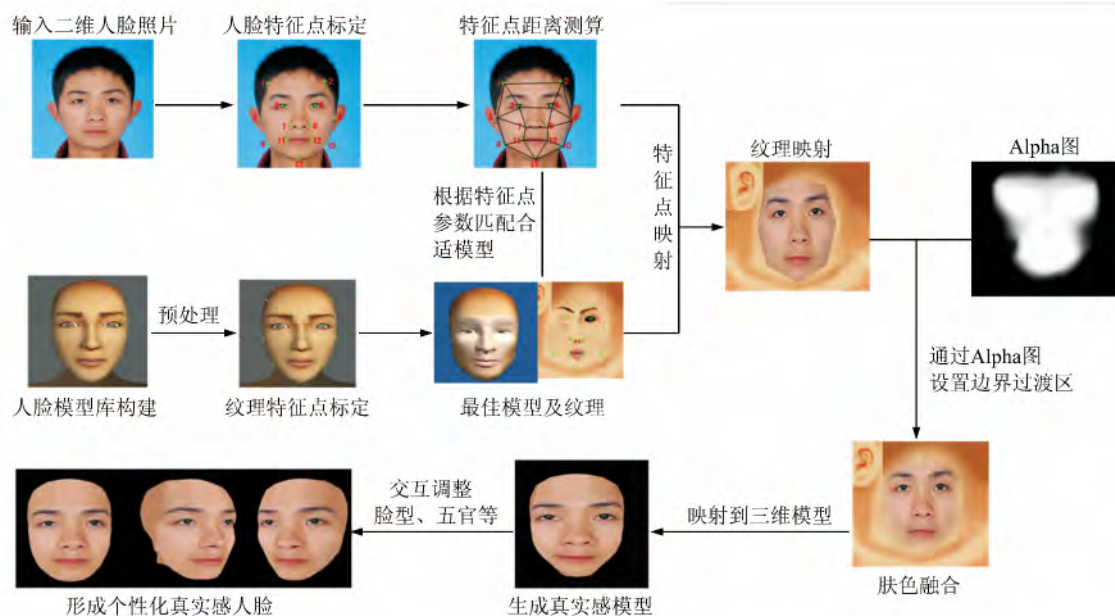 输入二维人脸照片
人脸特征点标定
特征点距离测算
根据特征点
参数匹配合
适模型
特征点映射
纹理映射
Alpha图
预处理
人脸模型库构建
纹理特征点标定
最佳模型及纹理
通过Alpha图
设置边界过渡区
交互调整
脸型、五官等
映射到三维模型
形成个性化真实感人脸
生成真实感模型
肤色融合